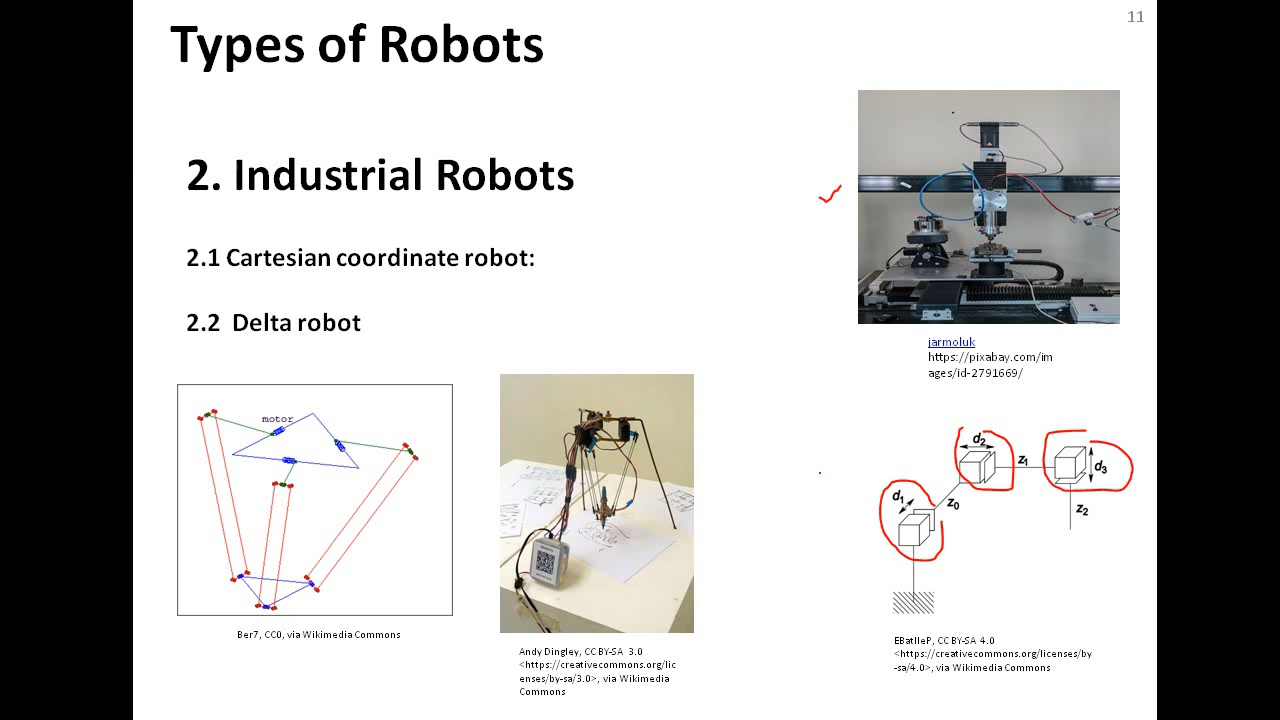 11
Types of Robots
2. Industrial Robots
2.1 Cartesian coordinate robot:
2.2 Delta robot
jarmoluk
https://pixabay.com/im
ages/id-2791669/
motor
d1
z0
d2
z1
d3
z2
Ber7, CC0, via Wikimedia Commons
Andy Dingley, CC BY-SA 3.0
<https://creativecommons.org/lic
enses/by-sa/3.0>, via Wikimedia
Commons
EBatlleP, CC BY-SA 4.0
<https://creativecommons.org/licenses/by
-sa/4.0>, via Wikimedia Commons